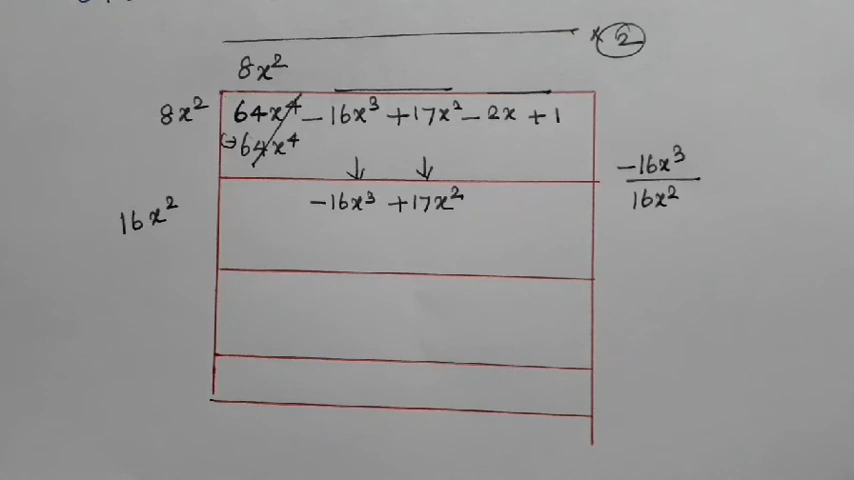 × 2
8x²
8x² 64x⁴ - 16x³ + 17x² - 2x + 1
(-) 64x⁴
↓ ↓
-16x³ / 16x²
16x² -16x³ + 17x²